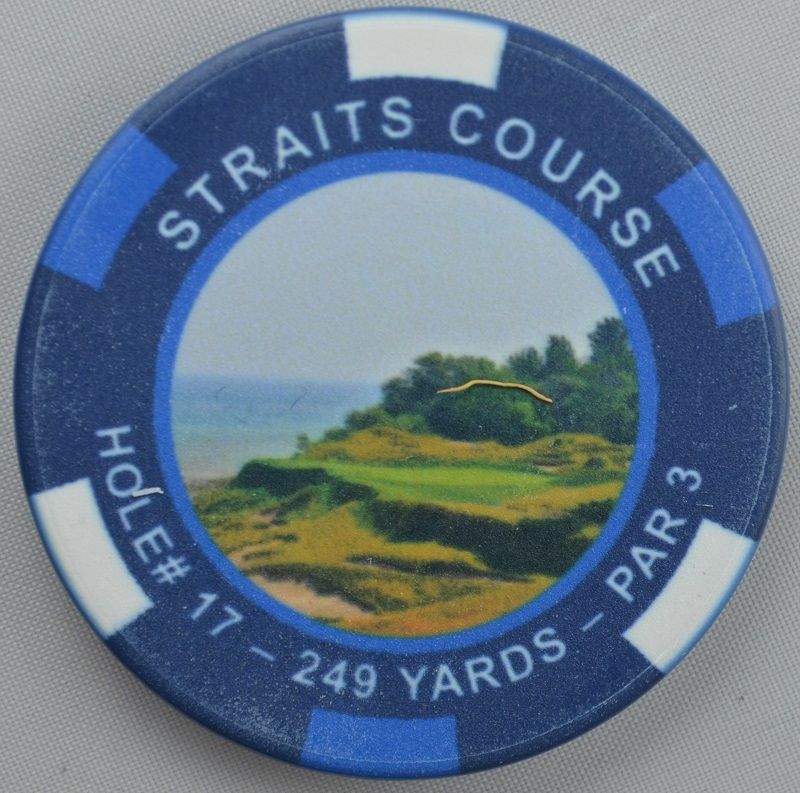 STRAITS COURSE
HOLE# 17 – 249 YARDS – PAR 3